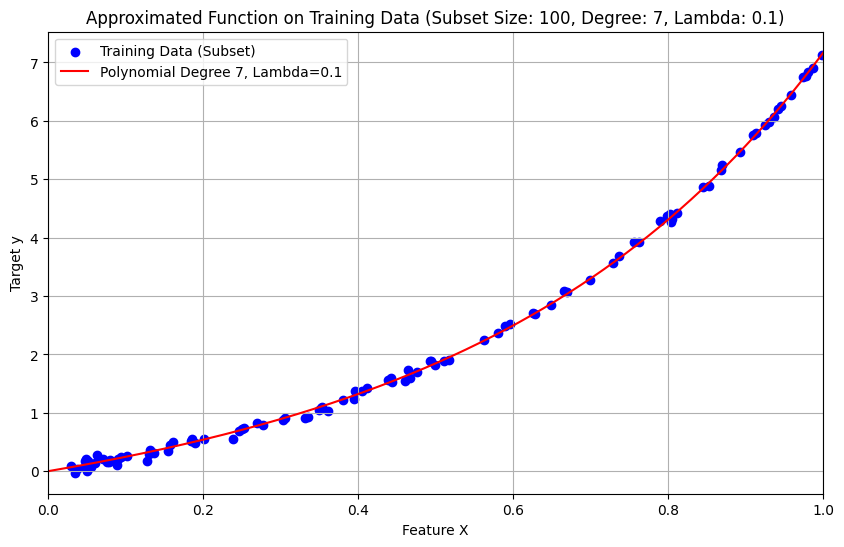 Approximated Function on Training Data (Subset Size: 100, Degree: 7, Lambda: 0.1)
Training Data (Subset)
Polynomial Degree 7, Lambda=0.1
7
6
5
4
3
2
1
0
Target y
0.0 0.2 0.4 0.6 0.8 1.0
Feature X